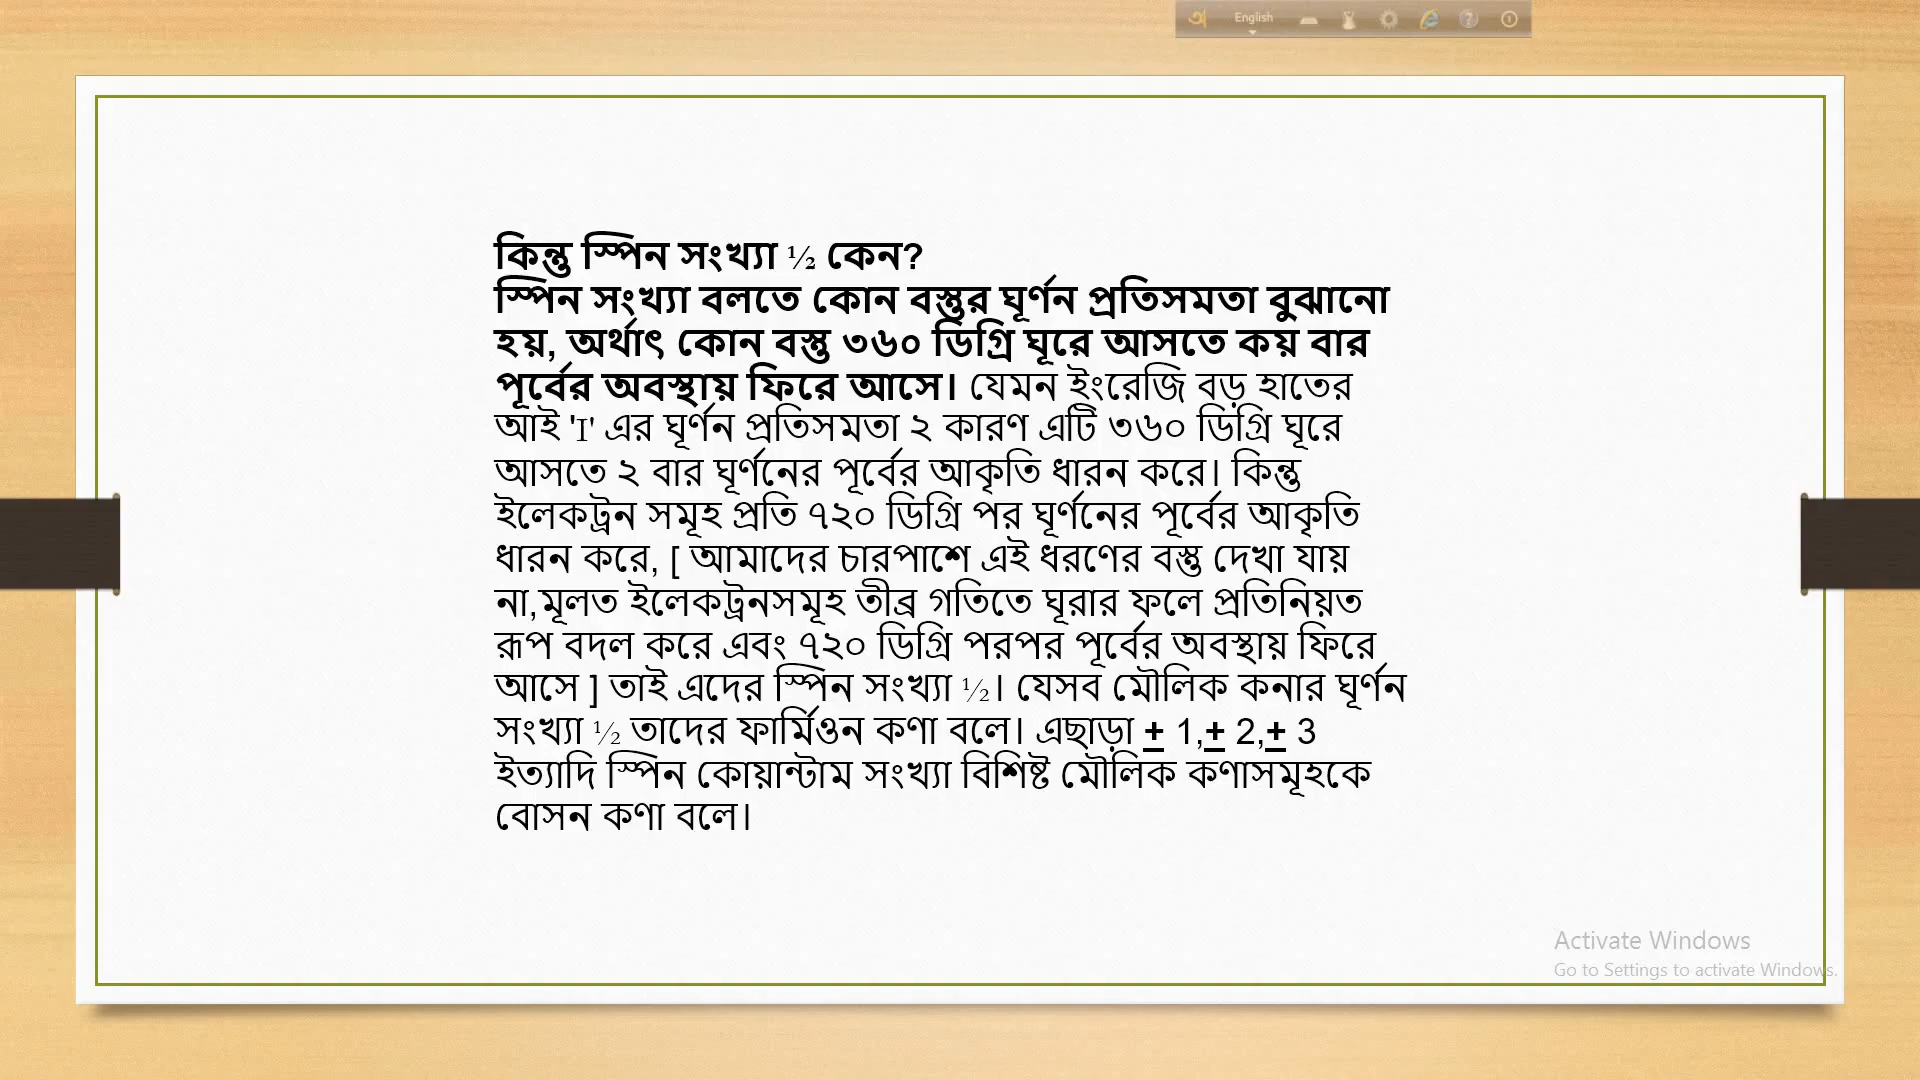 English
কিন্তু স্পিন সংখ্যা ½ কেন?
স্পিন সংখ্যা বলতে কোন বস্তুর ঘূর্ণন প্রতিসমতা বুঝানো
হয়, অর্থাৎ কোন বস্তু ৩৬০ ডিগ্রি ঘূরে আসতে কয় বার
পূর্বের অবস্থায় ফিরে আসে। যেমন ইংরেজি বড় হাতের
আই 'I' এর ঘূর্ণন প্রতিসমতা ২ কারণ এটি ৩৬০ ডিগ্রি ঘূরে
আসতে ২ বার ঘূর্ণনের পূর্বের আকৃতি ধারন করে। কিন্তু
ইলেকট্রন সমূহ প্রতি ৭২০ ডিগ্রি পর ঘূর্ণনের পূর্বের আকৃতি
ধারন করে, [ আমাদের চারপাশে এই ধরণের বস্তু দেখা যায়
না,মূলত ইলেকট্রনসমূহ তীব্র গতিতে ঘূরার ফলে প্রতিনিয়ত
রূপ বদল করে এবং ৭২০ ডিগ্রি পরপর পূর্বের অবস্থায় ফিরে
আসে ] তাই এদের স্পিন সংখ্যা ½। যেসব মৌলিক কনার ঘূর্ণন
সংখ্যা ½ তাদের ফার্মিওন কণা বলে। এছাড়া ± 1,± 2,± 3
ইত্যাদি স্পিন কোয়ান্টাম সংখ্যা বিশিষ্ট মৌলিক কণাসমূহকে
বোসন কণা বলে।
Activate Windows
Go to Settings to activate Windows.